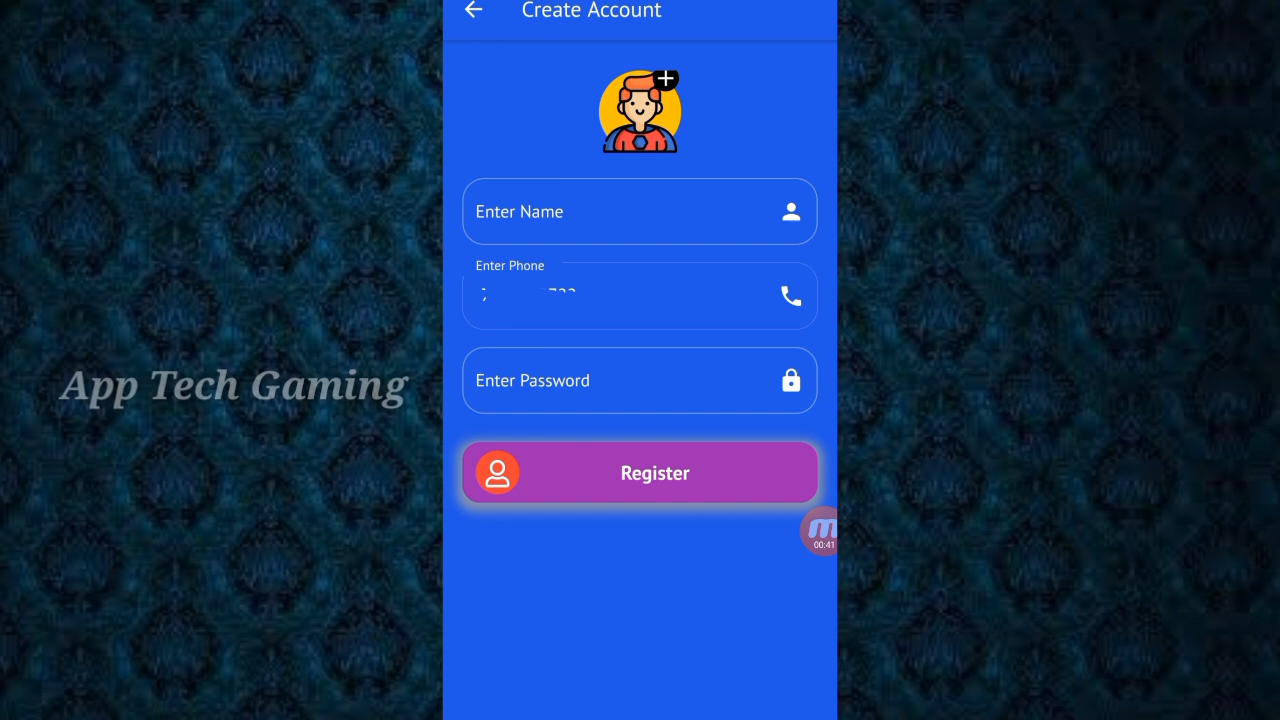 Create Account
Enter Name
Enter Phone
Enter Password
App Tech Gaming
Register
00:41